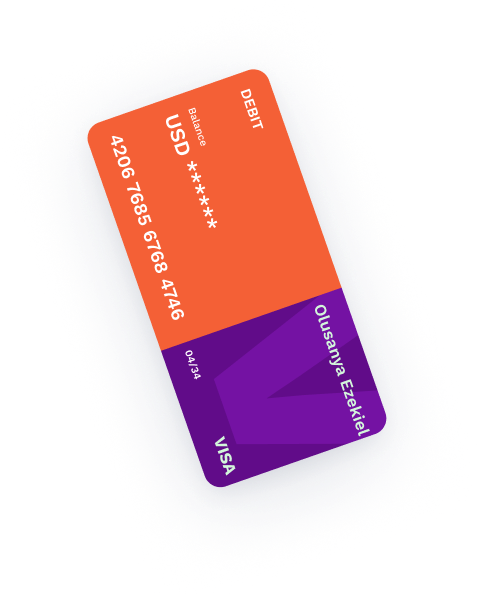 DEBIT
Olusanya Ezekiel
Balance
USD ******
4206 7685 6768 4746
04/34
VISA